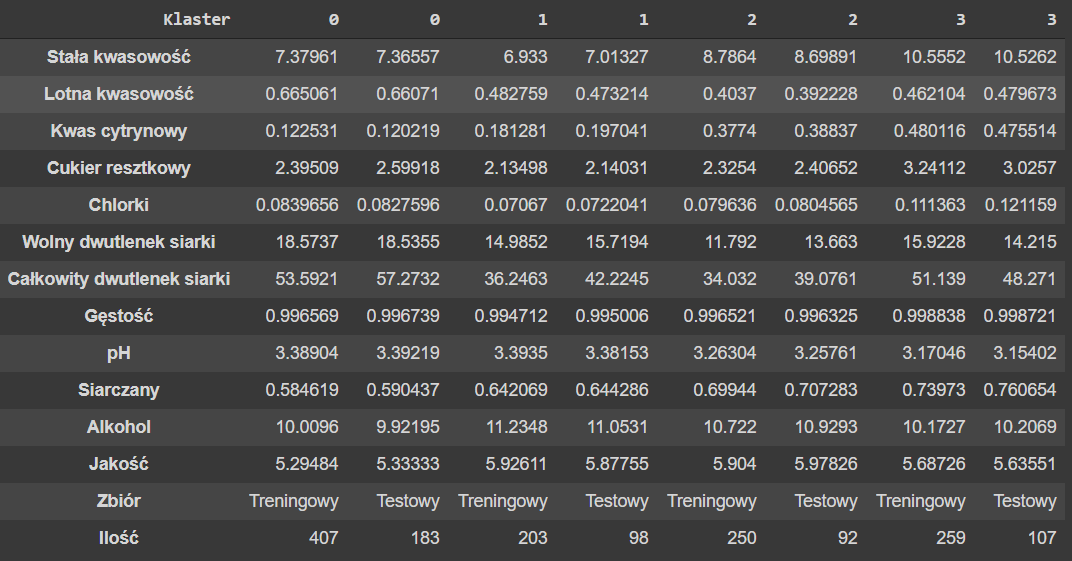 Klaster 0 0 1 1 2 2 3 3
Stała kwasowość 7.37961 7.36557 6.933 7.01327 8.7864 8.69891 10.5552 10.5262
Lotna kwasowość 0.665061 0.66071 0.482759 0.473214 0.4037 0.392228 0.462104 0.479673
Kwas cytrynowy 0.122531 0.120219 0.181281 0.197041 0.3774 0.38837 0.480116 0.475514
Cukier resztkowy 2.39509 2.59918 2.13498 2.14031 2.3254 2.40652 3.24112 3.0257
Chlorki 0.0839656 0.0827596 0.07067 0.0722041 0.079636 0.0804565 0.111363 0.121159
Wolny dwutlenek siarki 18.5737 18.5355 14.9852 15.7194 11.792 13.663 15.9228 14.215
Całkowity dwutlenek siarki 53.5921 57.2732 36.2463 42.2245 34.032 39.0761 51.139 48.271
Gęstość 0.996569 0.996739 0.994712 0.995006 0.996521 0.996325 0.998838 0.998721
pH 3.38904 3.39219 3.3935 3.38153 3.26304 3.25761 3.17046 3.15402
Siarczany 0.584619 0.590437 0.642069 0.644286 0.69944 0.707283 0.73973 0.760654
Alkohol 10.0096 9.92195 11.2348 11.0531 10.722 10.9293 10.1727 10.2069
Jakość 5.29484 5.33333 5.92611 5.87755 5.904 5.97826 5.68726 5.63551
Zbiór Treningowy Testowy Treningowy Testowy Treningowy Testowy Treningowy Testowy
Ilość 407 183 203 98 250 92 259 107